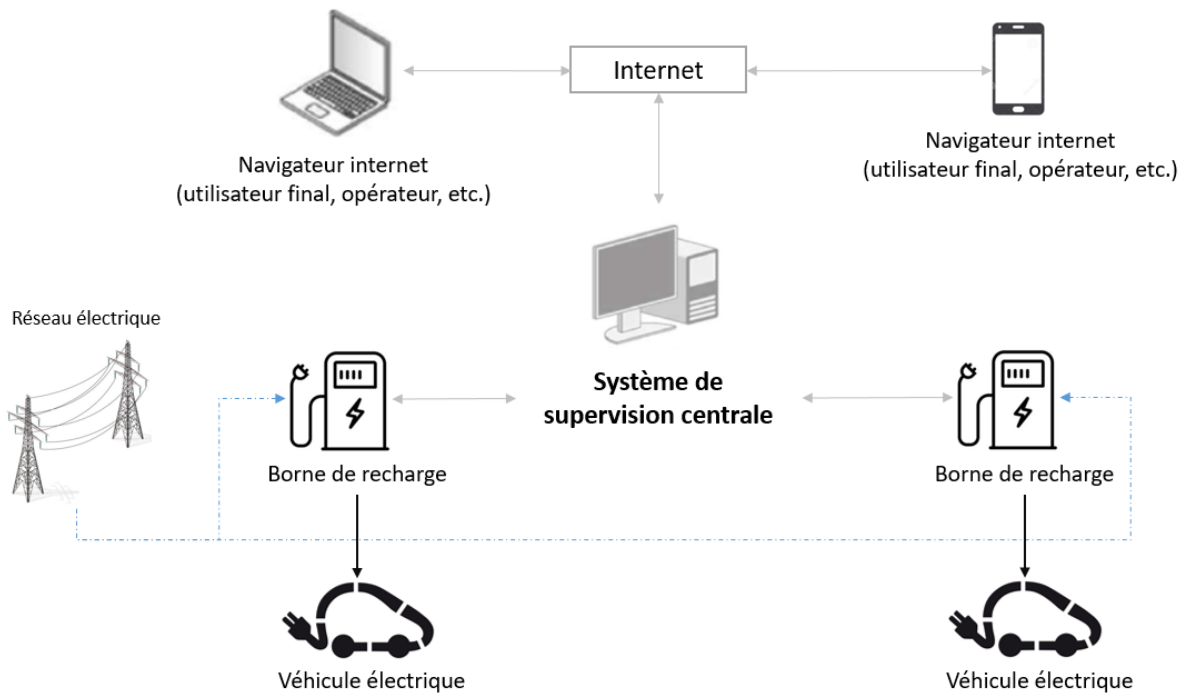 Internet
Navigateur internet
(utilisateur final, opérateur, etc.)
Navigateur internet
(utilisateur final, opérateur, etc.)
Réseau électrique
Système de
supervision centrale
Borne de recharge
Borne de recharge
Véhicule électrique
Véhicule électrique